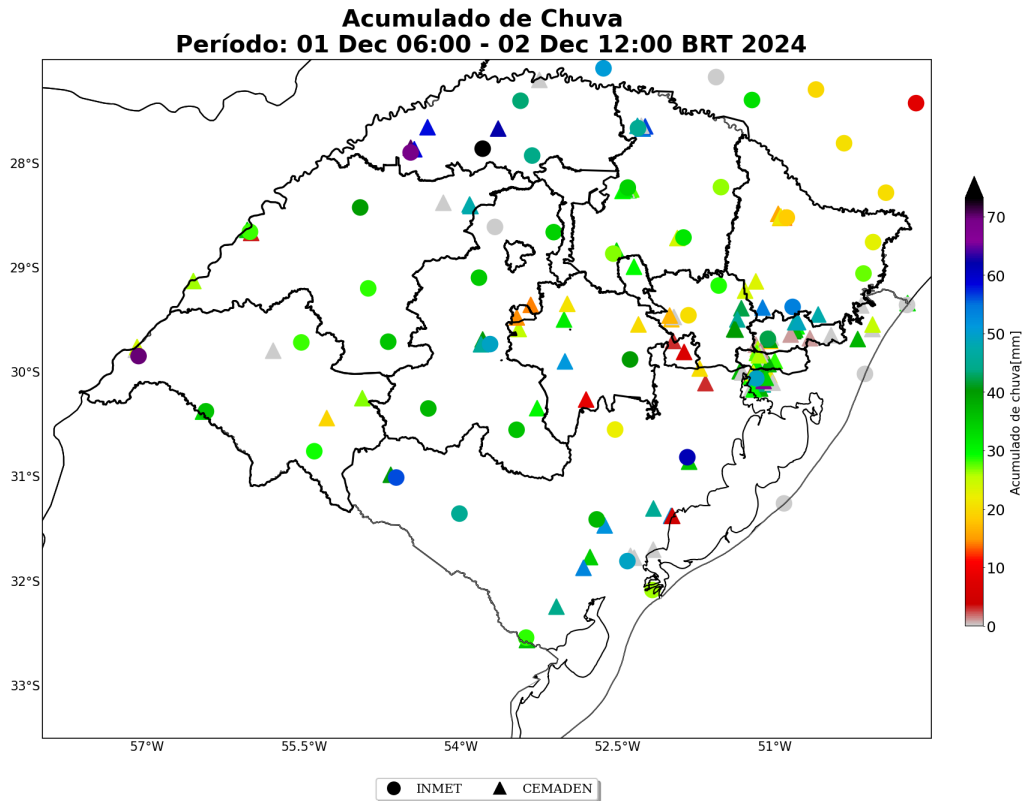 Acumulado de Chuva
Período: 01 Dec 06:00 - 02 Dec 12:00 BRT 2024
28°S
29°S
30°S
31°S
32°S
33°S
57°W
55.5°W
54°W
52.5°W
51°W
70
60
50
40
30
20
10
0
Acumulado de chuva[mm]
INMET
CEMADEN